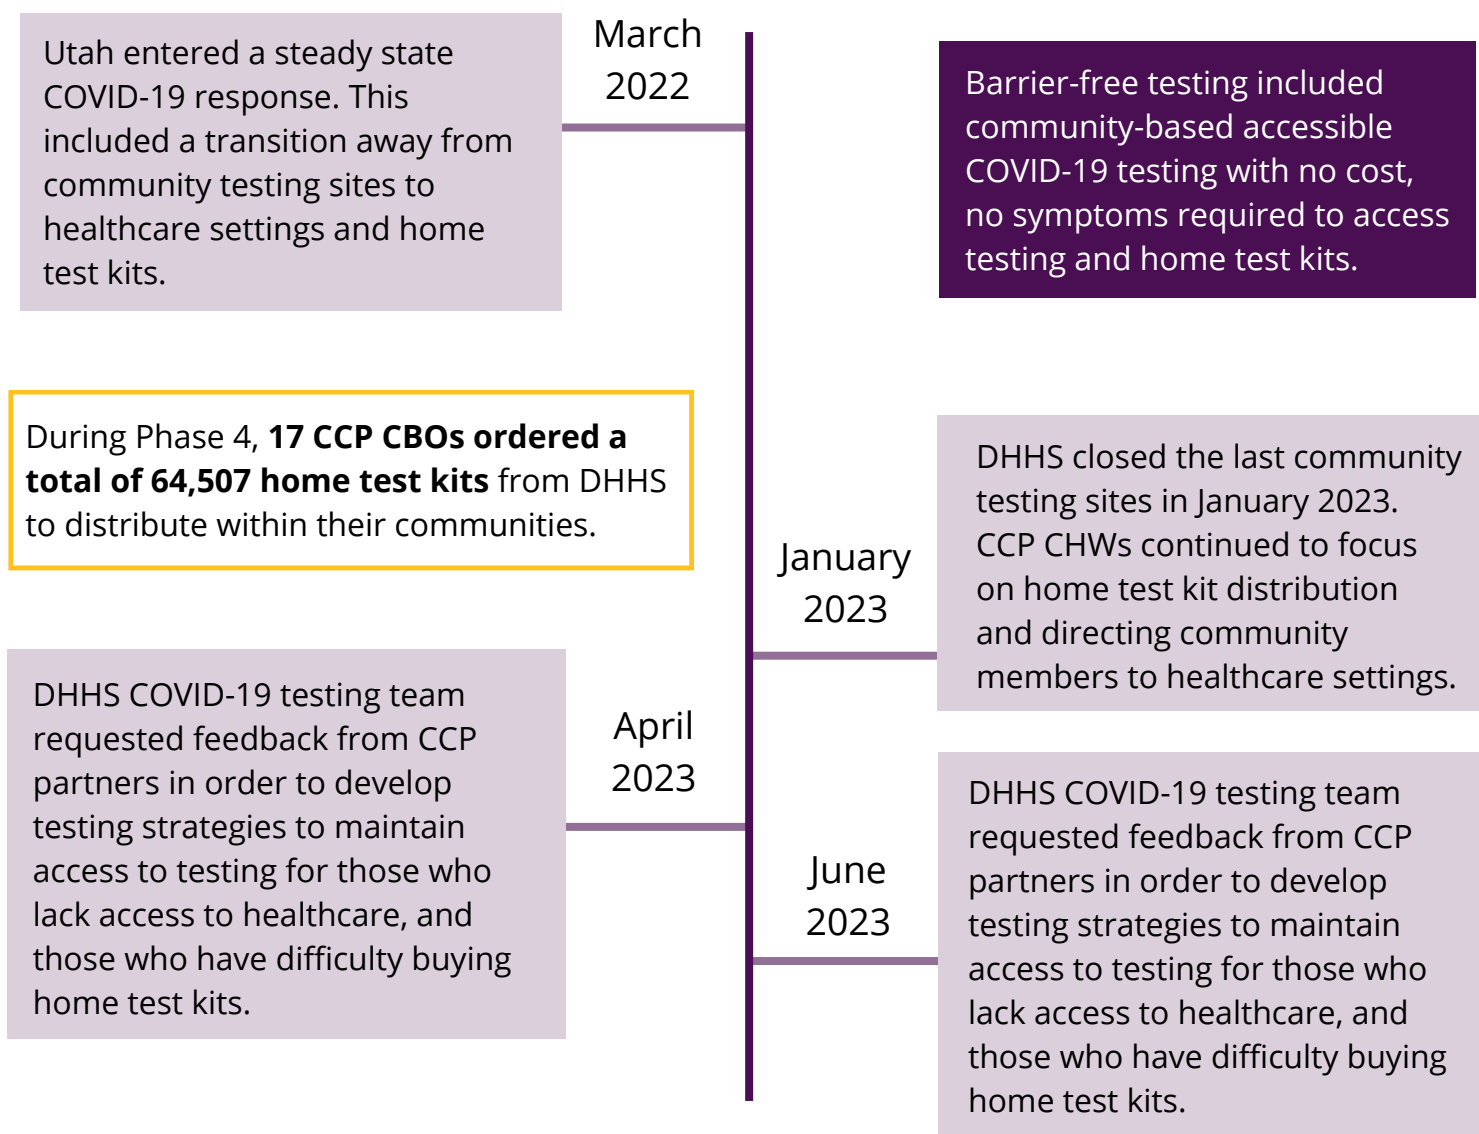 Utah entered a steady state
COVID-19 response. This
included a transition away from
community testing sites to
healthcare settings and home
test kits.
March
2022
Barrier-free testing included
community-based accessible
COVID-19 testing with no cost,
no symptoms required to access
testing and home test kits.
During Phase 4, 17 CCP CBOs ordered a
total of 64,507 home test kits from DHHS
to distribute within their communities.
January
2023
DHHS closed the last community
testing sites in January 2023.
CCP CHWs continued to focus
on home test kit distribution
and directing community
members to healthcare settings.
DHHS COVID-19 testing team
requested feedback from CCP
partners in order to develop
testing strategies to maintain
access to testing for those who
lack access to healthcare, and
those who have difficulty buying
home test kits.
April
2023
June
2023
DHHS COVID-19 testing team
requested feedback from CCP
partners in order to develop
testing strategies to maintain
access to testing for those who
lack access to healthcare, and
those who have difficulty buying
home test kits.